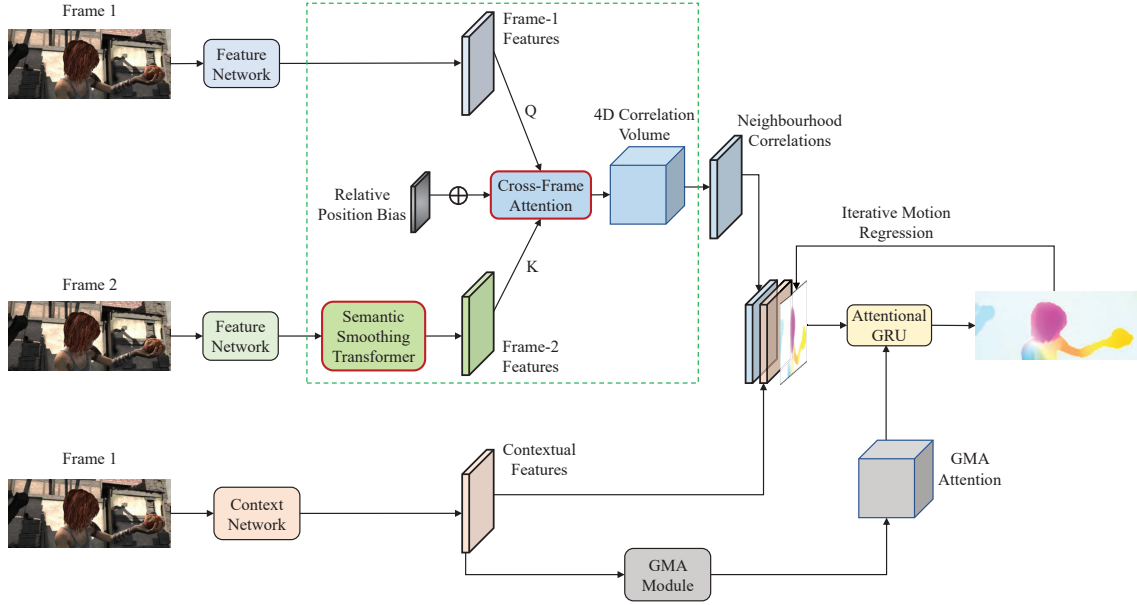 Frame 1
Feature
Network
Frame-1
Features
Q
4D Correlation
Volume
Neighbourhood
Correlations
Relative
Position Bias
Cross-Frame
Attention
Iterative Motion
Regression
K
Frame 2
Feature
Network
Semantic
Smoothing
Transformer
Frame-2
Features
Attentional
GRU
Frame 1
Context
Network
Contextual
Features
GMA
Attention
GMA
Module